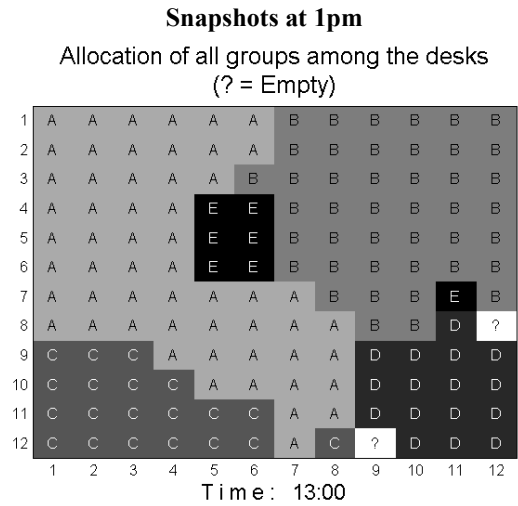 Snapshots at 1pm
Allocation of all groups among the desks
(? = Empty)
1 A A A A A A B B B B B B
2 A A A A A A B B B B B B
3 A A A A A B B B B B B B
4 A A A A E E B B B B B B
5 A A A A E E B B B B B B
6 A A A A E E B B B B B B
7 A A A A A A A B B B E B
8 A A A A A A A A B B D ?
9 C C C A A A A A D D D D
10 C C C C A A A A D D D D
11 C C C C C C A A D D D D
12 C C C C C C A C ? D D D
1 2 3 4 5 6 7 8 9 10 11 12
Time: 13:00